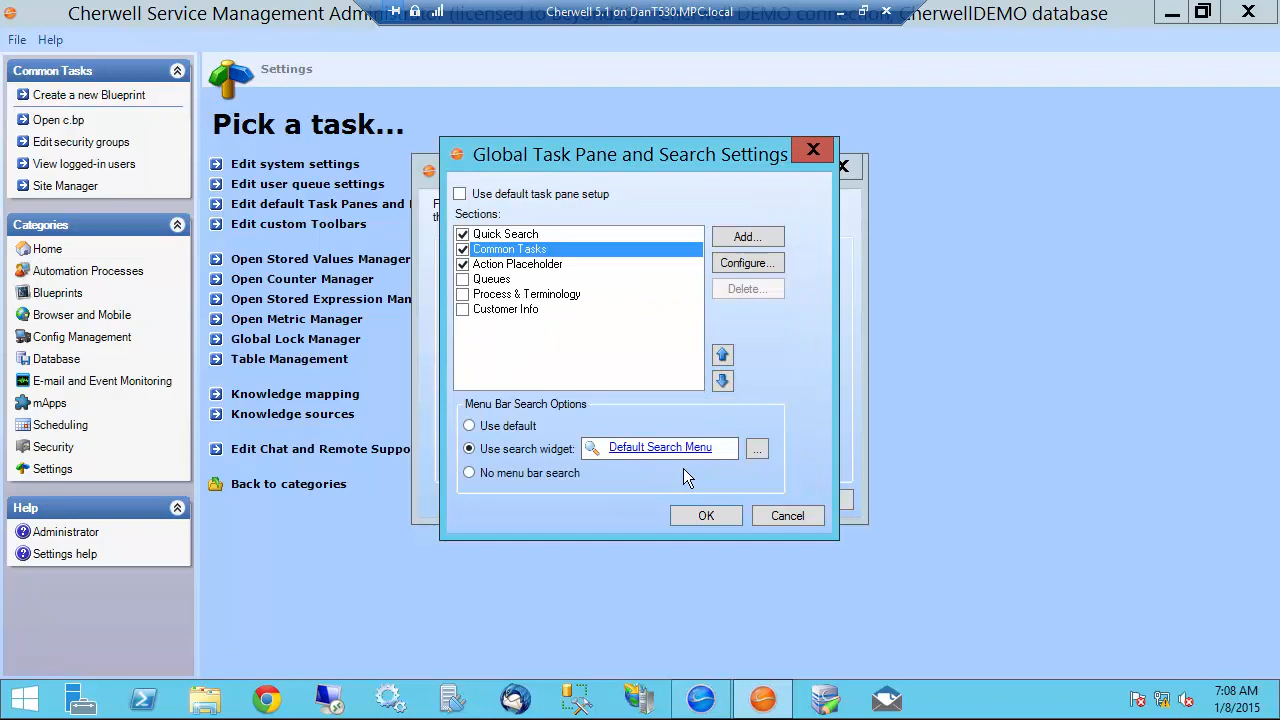 Cherwell Service Management Administrator (licensed to
DEMO connection, CherwellDEMO database
Cherwell 5.1 on DanT530.MPC.local
File Help
Common Tasks
Create a new Blueprint
Open c.bp
Edit security groups
View logged-in users
Site Manager
Categories
Home
Automation Processes
Blueprints
Browser and Mobile
Config Management
Database
E-mail and Event Monitoring
mApps
Scheduling
Security
Settings
Help
Administrator
Settings help
Settings
Pick a task...
Edit system settings
Edit user queue settings
Edit default Task Panes and
Edit custom Toolbars
Open Stored Values Manager
Open Counter Manager
Open Stored Expression Man
Open Metric Manager
Global Lock Manager
Table Management
Knowledge mapping
Knowledge sources
Edit Chat and Remote Suppo
Back to categories
Global Task Pane and Search Settings
Use default task pane setup
Sections:
Quick Search
Common Tasks
Action Placeholder
Queues
Process & Terminology
Customer Info
Add...
Configure...
Delete...
Menu Bar Search Options
Use default
Use search widget:
Default Search Menu
...
No menu bar search
OK
Cancel
7:08 AM
1/8/2015